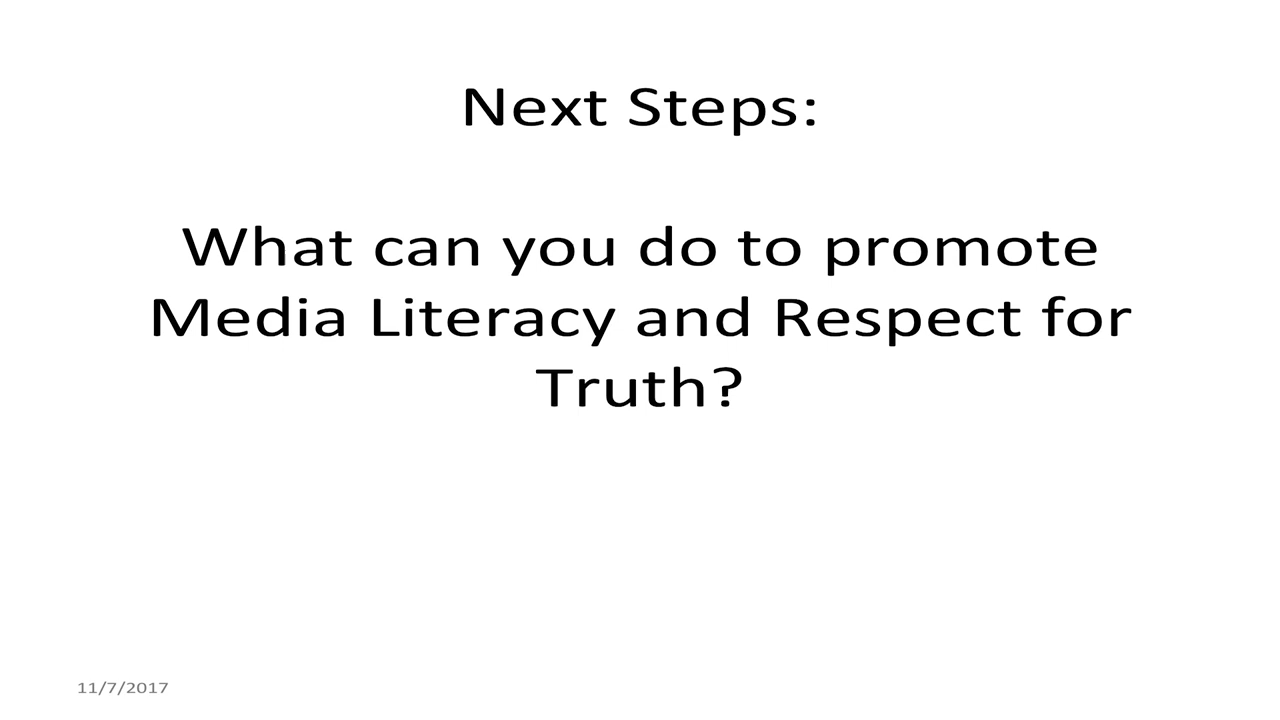 Next Steps:
What can you do to promote
Media Literacy and Respect for
Truth?
11/7/2017